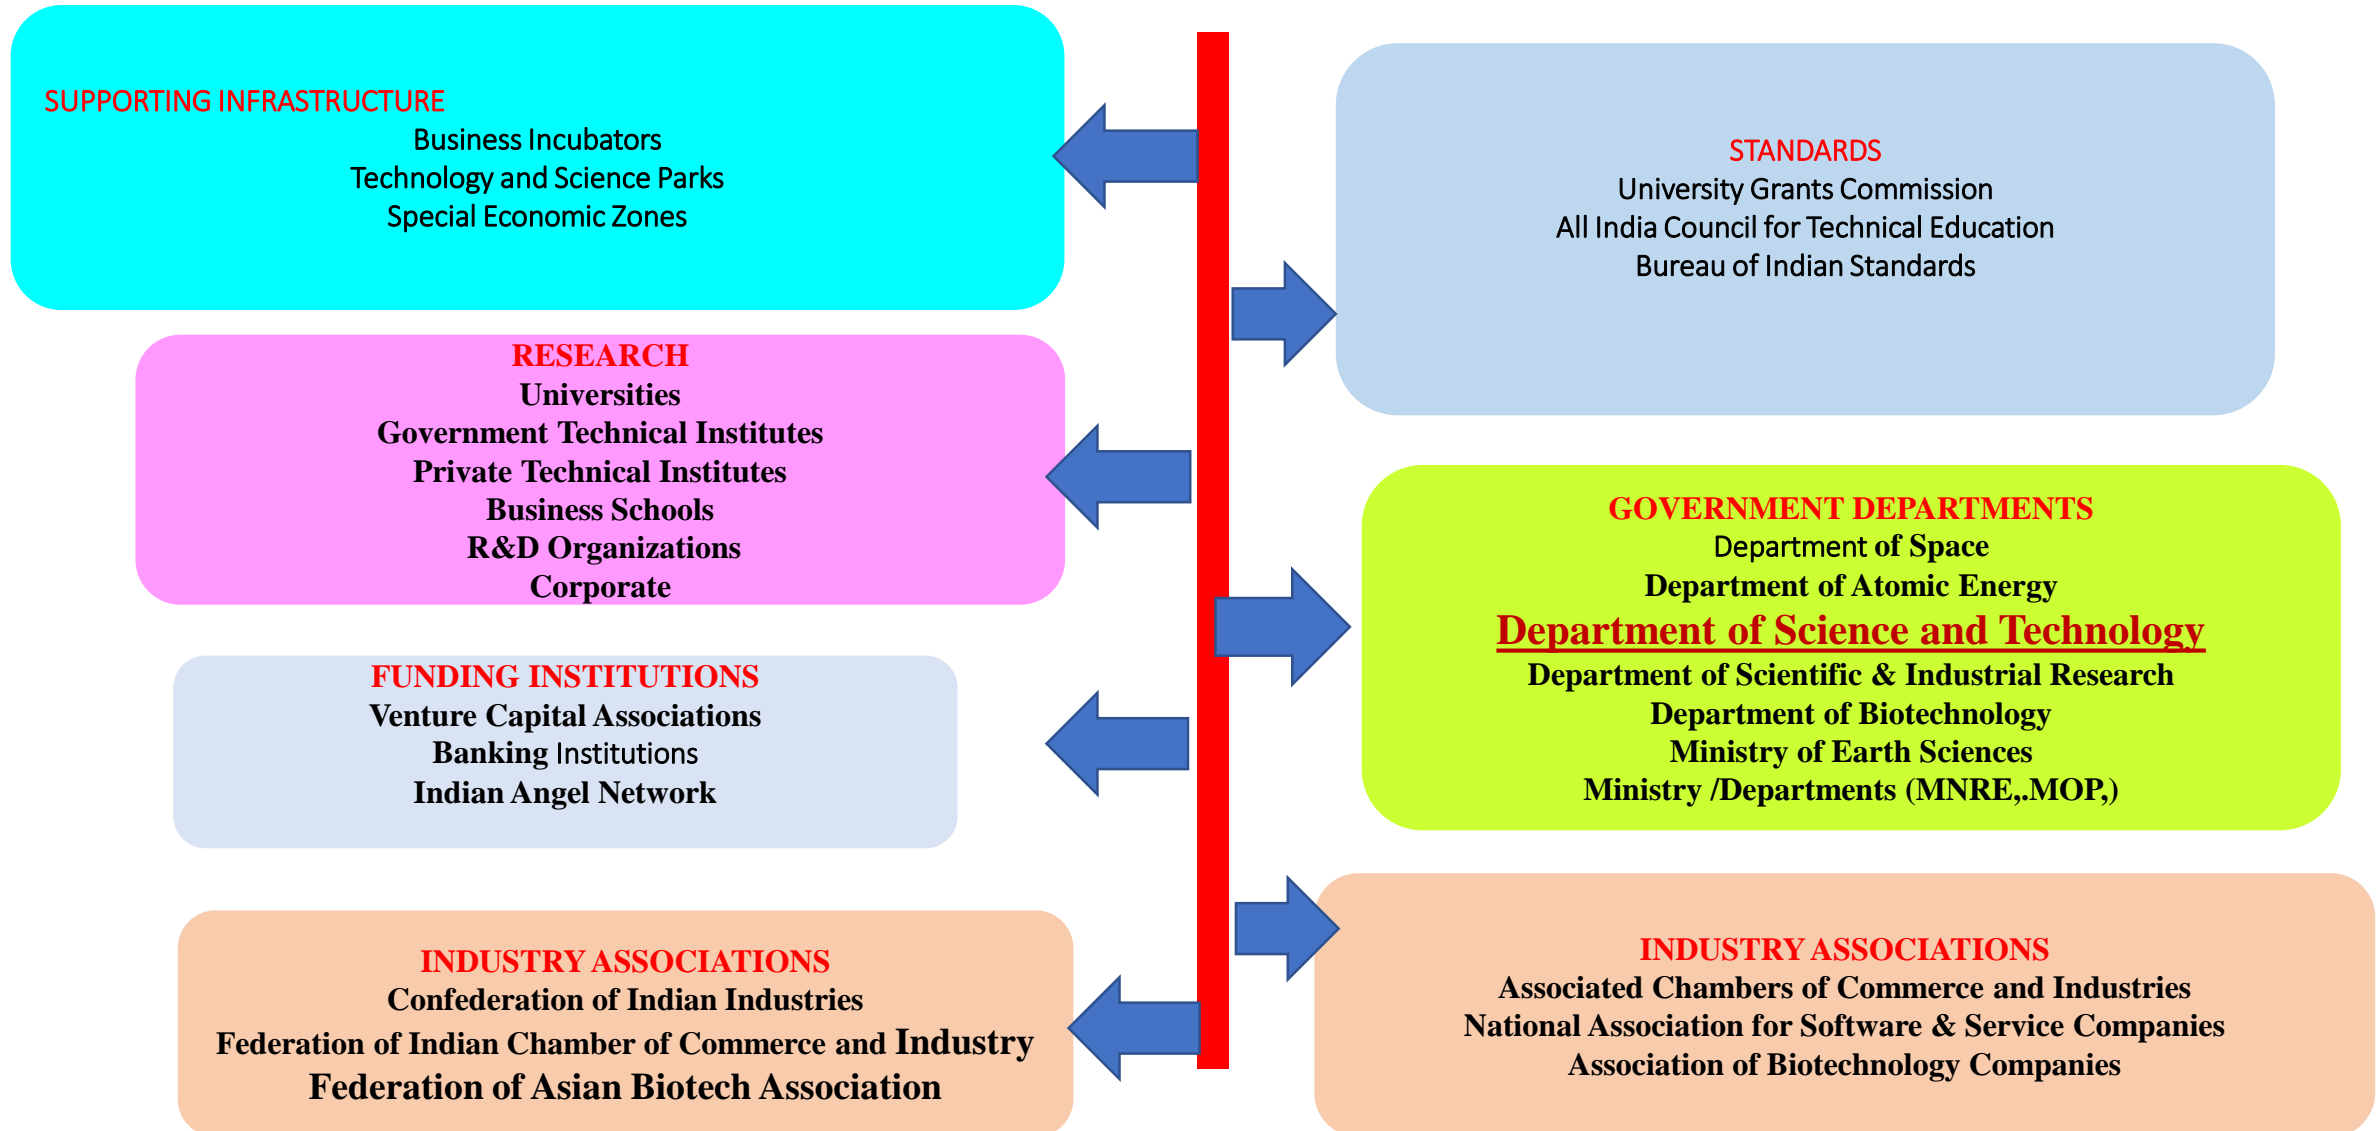 SUPPORTING INFRASTRUCTURE
Business Incubators
Technology and Science Parks
Special Economic Zones
STANDARDS
University Grants Commission
All India Council for Technical Education
Bureau of Indian Standards
RESEARCH
Universities
Government Technical Institutes
Private Technical Institutes
Business Schools
R&D Organizations
Corporate
GOVERNMENT DEPARTMENTS
Department of Space
Department of Atomic Energy
Department of Science and Technology
Department of Scientific & Industrial Research
Department of Biotechnology
Ministry of Earth Sciences
Ministry /Departments (MNRE,.MOP,)
FUNDING INSTITUTIONS
Venture Capital Associations
Banking Institutions
Indian Angel Network
INDUSTRY ASSOCIATIONS
Confederation of Indian Industries
Federation of Indian Chamber of Commerce and Industry
Federation of Asian Biotech Association
INDUSTRY ASSOCIATIONS
Associated Chambers of Commerce and Industries
National Association for Software & Service Companies
Association of Biotechnology Companies